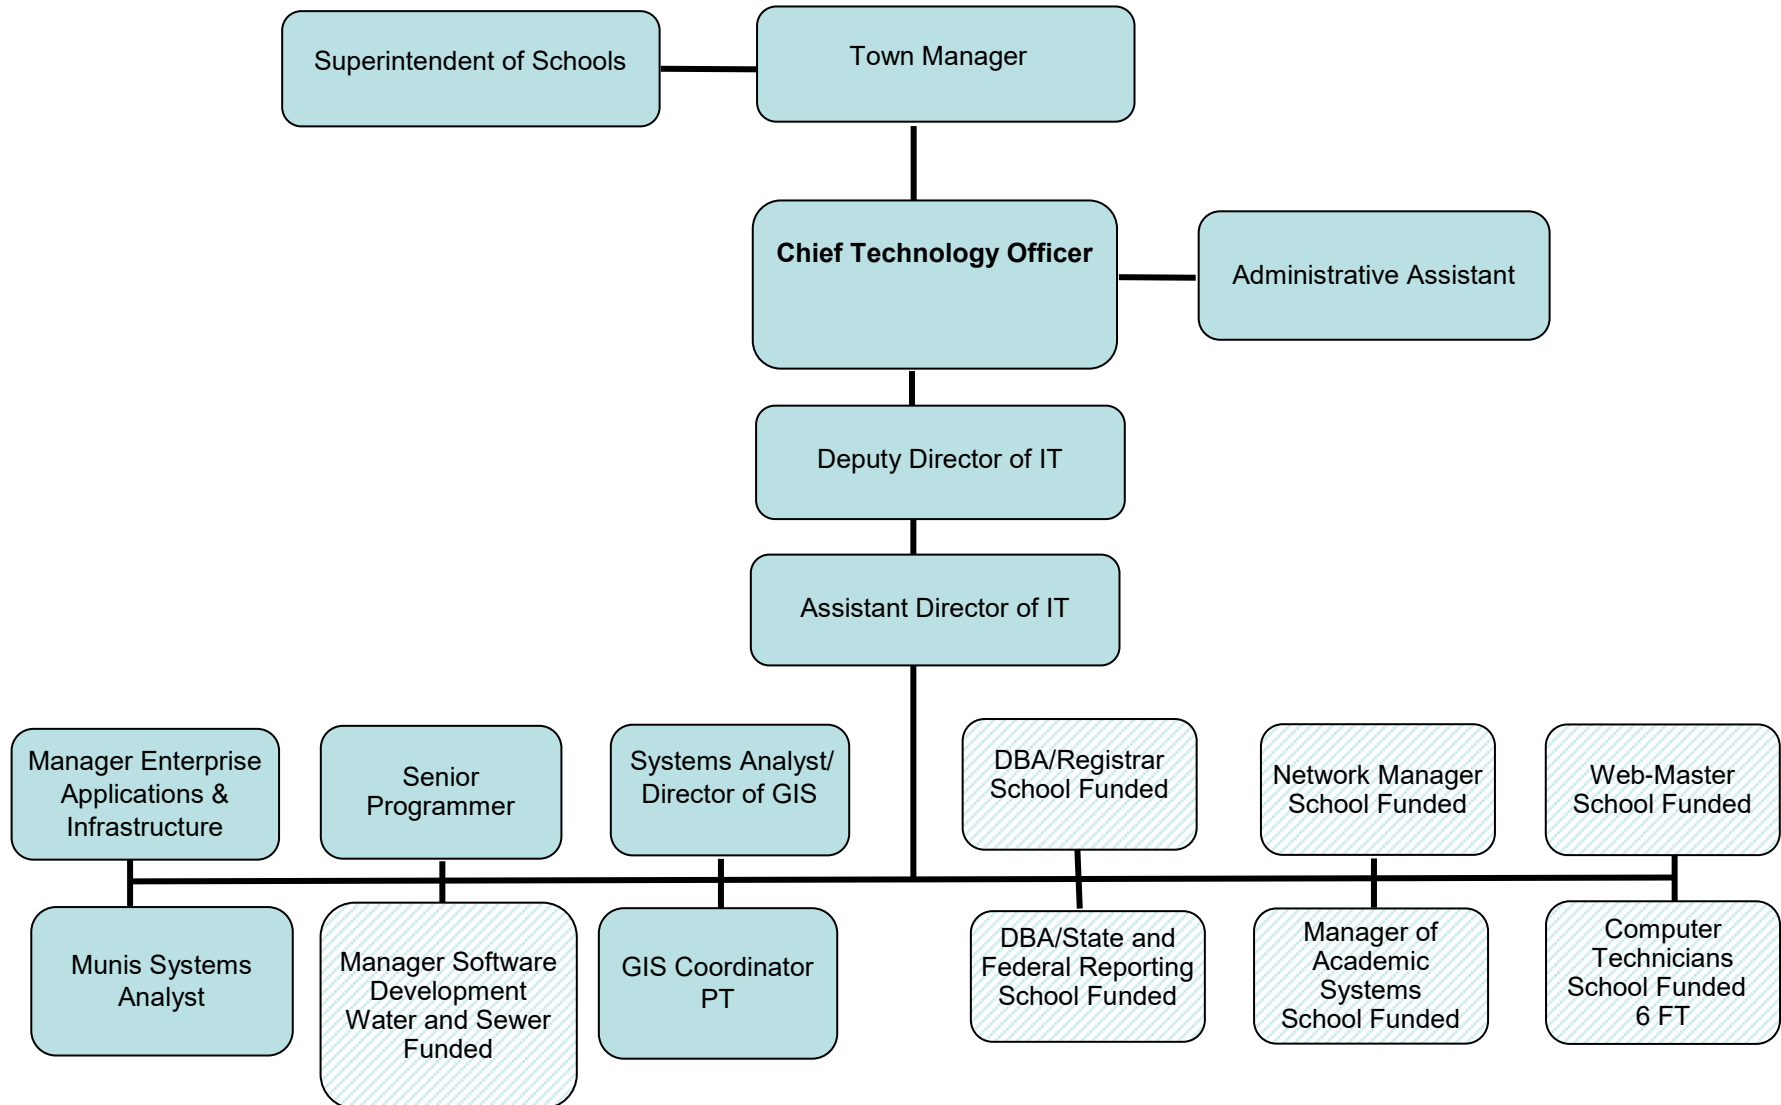 Superintendent of Schools
Town Manager
Chief Technology Officer
Administrative Assistant
Deputy Director of IT
Assistant Director of IT
Manager Enterprise
Applications &
Infrastructure
Senior
Programmer
Systems Analyst/
Director of GIS
DBA/Registrar
School Funded
Network Manager
School Funded
Web-Master
School Funded
Munis Systems
Analyst
Manager Software
Development
Water and Sewer
Funded
GIS Coordinator
PT
DBA/State and
Federal Reporting
School Funded
Manager of
Academic
Systems
School Funded
Computer
Technicians
School Funded
6 FT